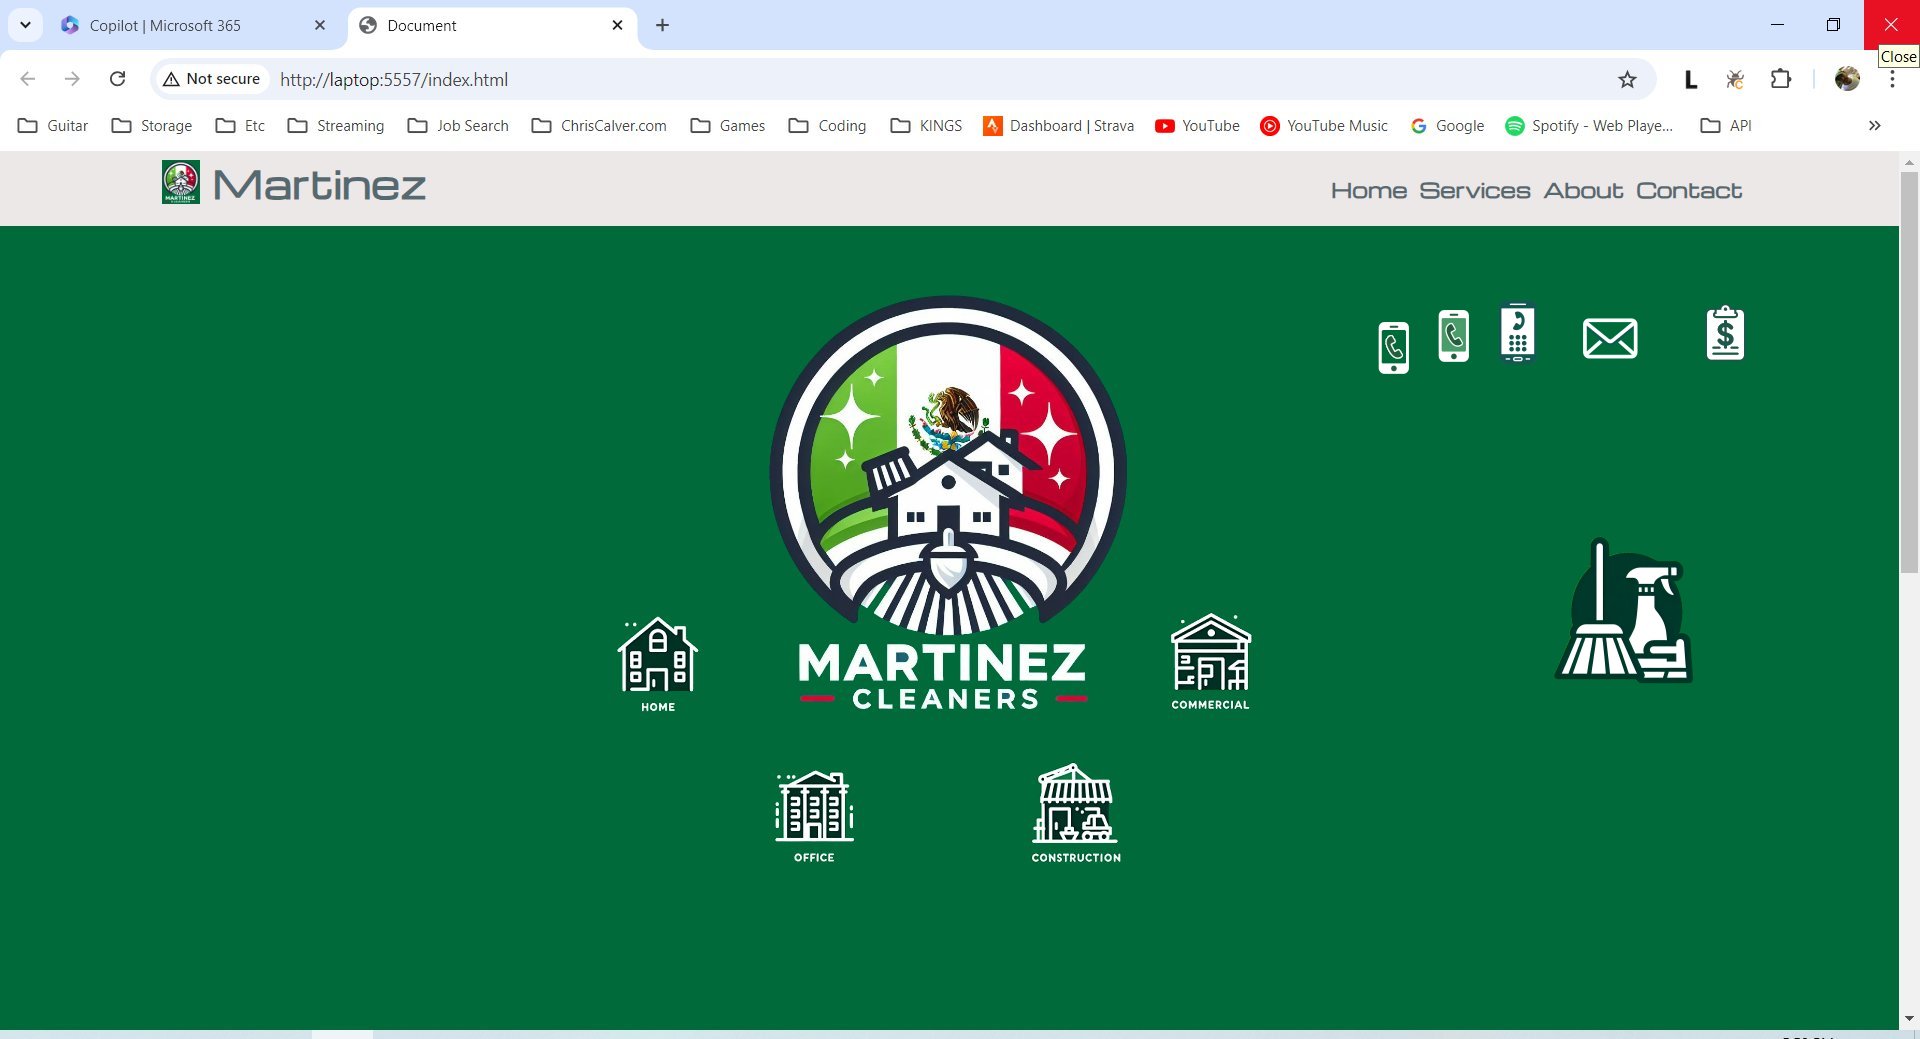 Copilot | Microsoft 365
Document
Close
Not secure
http://laptop:5557/index.html
L
Guitar
Storage
Etc
Streaming
Job Search
ChrisCalver.com
Games
Coding
KINGS
Dashboard | Strava
YouTube
YouTube Music
Google
Spotify - Web Playe...
API
MARTINEZ
Martinez
Home Services About Contact
$
MARTINEZ
CLEANERS
HOME
COMMERCIAL
OFFICE
CONSTRUCTION